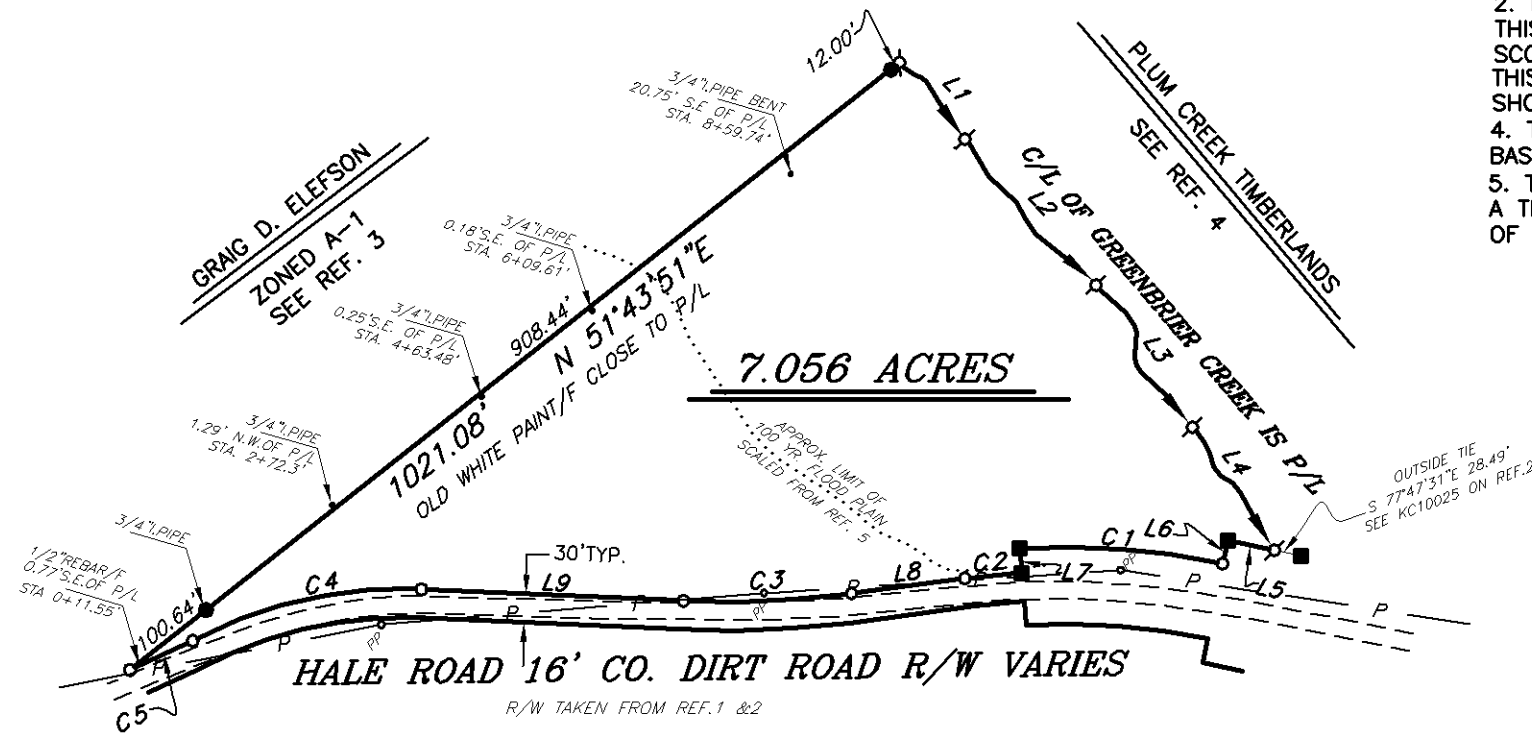 2.
THIS
SCO
THIS
SHO
4. T
BAS
5. T
A T
OF
12.00'
L1
PLUM CREEK TIMBERLANDS
SEE REF. 4
3/4"I.PIPE BENT
20.75' S.E OF P/L
STA. 8+59.74'
GRAIG D. ELEFSON
ZONED A-1
SEE REF. 3
C/L OF GREENBRIER CREEK IS P/L
L2
3/4"I.PIPE
0.18'S.E. OF P/L
STA. 6+09.61'
3/4"I.PIPE
0.25'S.E. OF P/L
STA. 4+63.48'
908.44'
N 51°43'51"E
1021.08'
OLD WHITE PAINT/F CLOSE TO P/L
7.056 ACRES
L3
L4
3/4"I.PIPE
1.29' N.W.OF P/L
STA. 2+72.3'
APPROX. LIMIT OF
100 YR. FLOOD PLAIN
SCALED FROM REF. 5
OUTSIDE TIE
S 77°47'31"E 28.49'
SEE KC10025 ON REF.2
3/4"I.PIPE
1/2"REBAR/F
0.77'S.E.OF P/L
STA 0+11.55'
100.64'
C4
30'TYP.
L9
C3
L8
C2
L7
C1
L6
L5
P
P
P
P
P
P
P
P
PP
PP
PP
C5
HALE ROAD 16' CO. DIRT ROAD R/W VARIES
R/W TAKEN FROM REF.1 &2